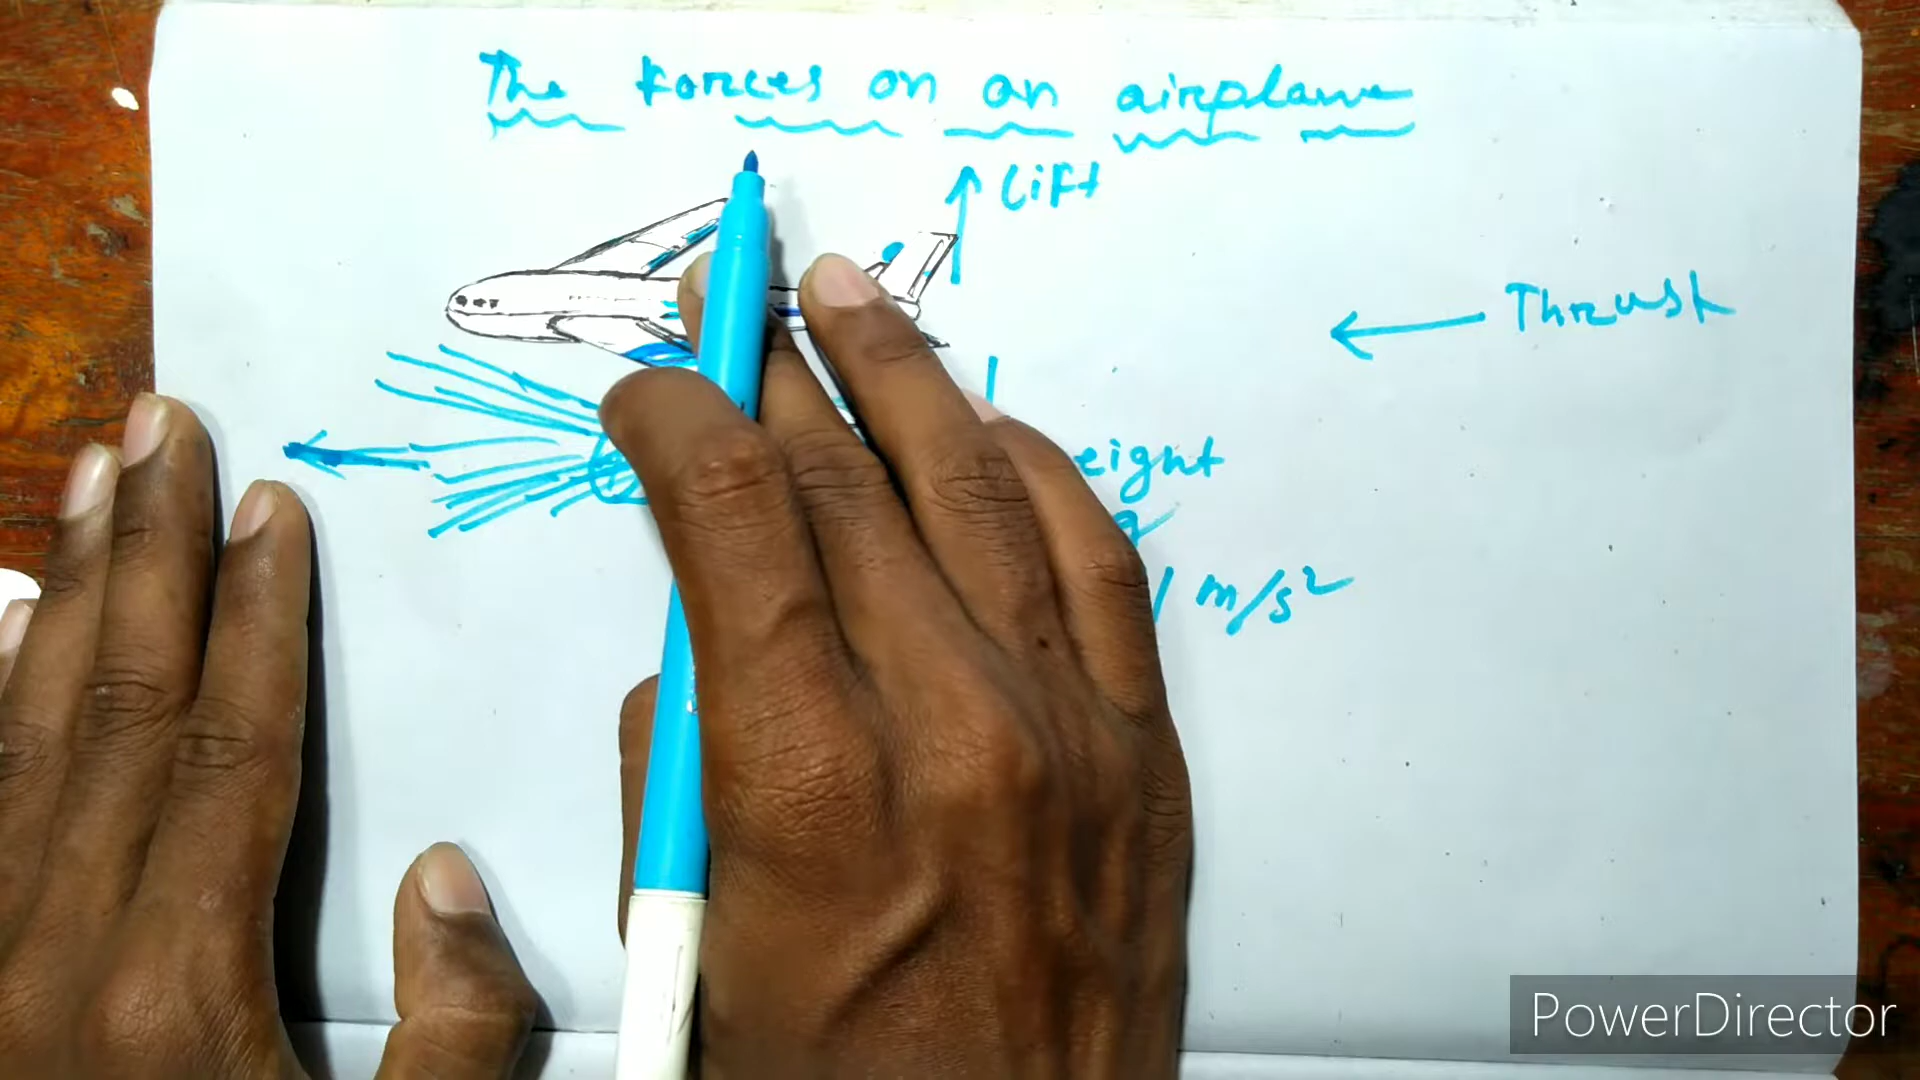 The forces on an airplane
Lift
Thrust
eight
g
m/s²
PowerDirector